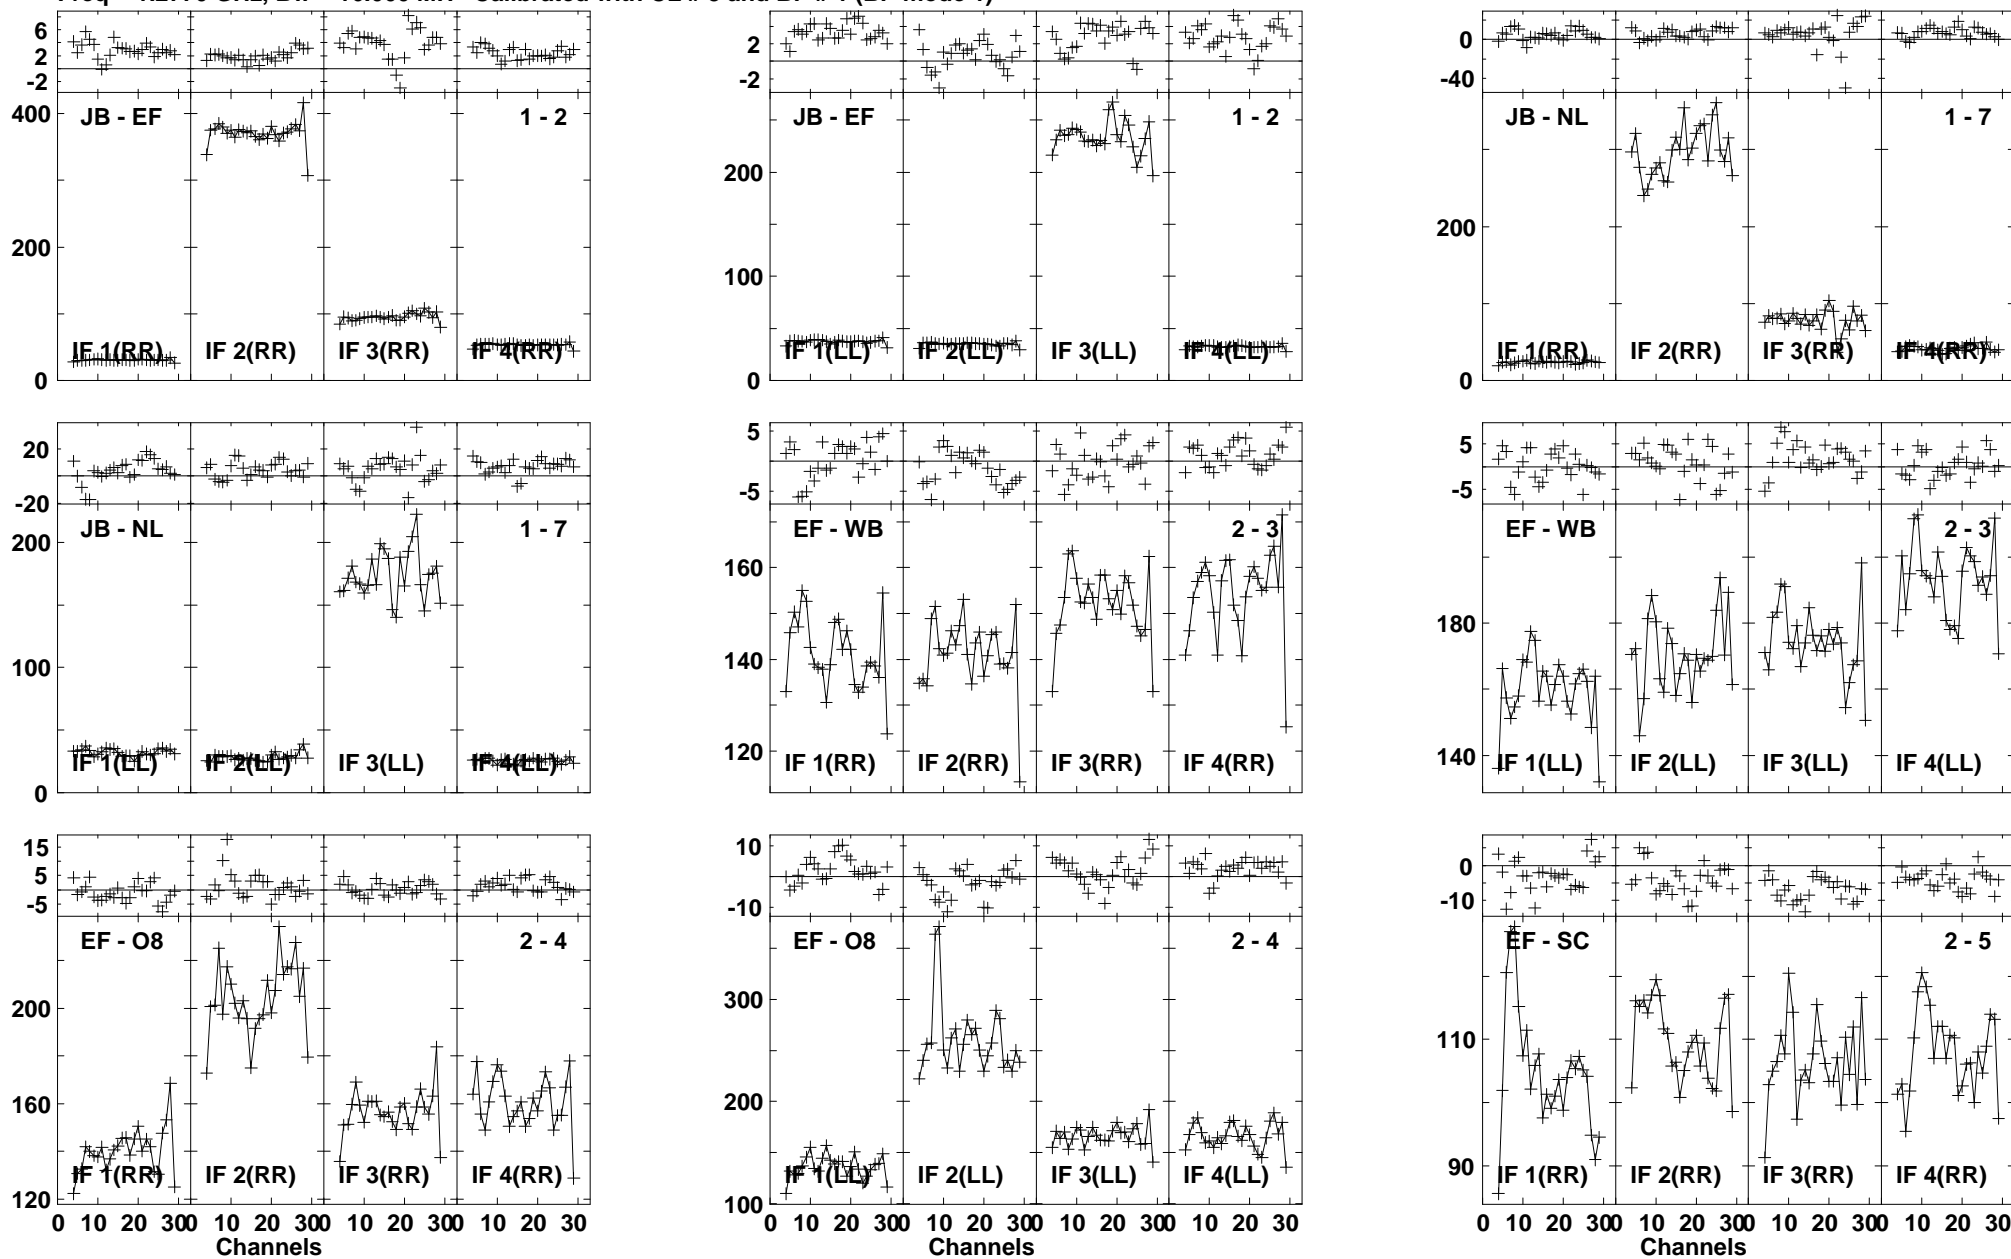 6 2 -2
2 -2
0 -40
400 JB - EF 1 - 2
JB - EF 1 - 2
JB - NL 1 - 7
200
200
200
100
0 IF 1(RR) IF 2(RR) IF 3(RR) IF 4(RR)
0 IF 1(LL) IF 2(LL) IF 3(LL) IF 4(LL)
0 IF 1(RR) IF 2(RR) IF 3(RR) IF 4(RR)
20 0 -20
5 -5
5 -5
JB - NL 1 - 7
EF - WB 2 - 3
EF - WB 2 - 3
200 100 0
160 140 120
180 140
IF 1(LL) IF 2(LL) IF 3(LL) IF 4(LL)
IF 1(RR) IF 2(RR) IF 3(RR) IF 4(RR)
IF 1(LL) IF 2(LL) IF 3(LL) IF 4(LL)
15 5 -5
10 -10
0 -10
EF - O8 2 - 4
EF - O8 2 - 4
EF - SC 2 - 5
200 160 120
300 200 100
110 90
IF 1(RR) IF 2(RR) IF 3(RR) IF 4(RR)
IF 1(LL) IF 2(LL) IF 3(LL) IF 4(LL)
IF 1(RR) IF 2(RR) IF 3(RR) IF 4(RR)
0 10 20 30 0 10 20 30 0 10 20 30 0 10 20 30
0 10 20 30 0 10 20 30 0 10 20 30 0 10 20 30
0 10 20 30 0 10 20 30 0 10 20 30 0 10 20 30
Channels
Channels
Channels